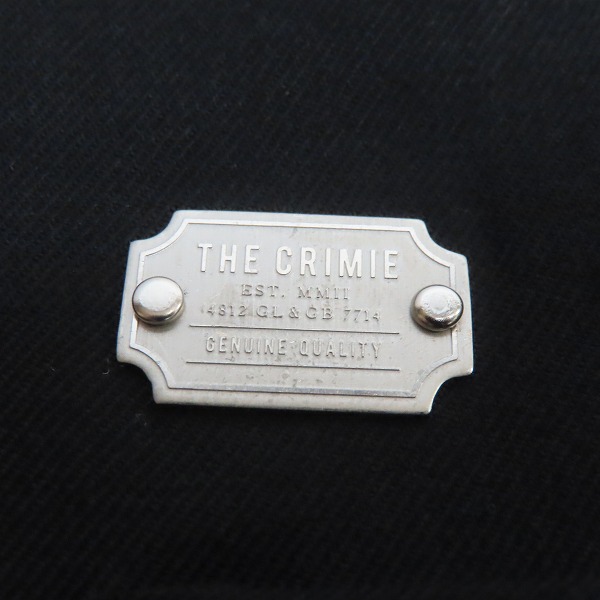 THE CRIMIE
EST. MMII
4812 GL & GB 7714
GENUINE QUALITY